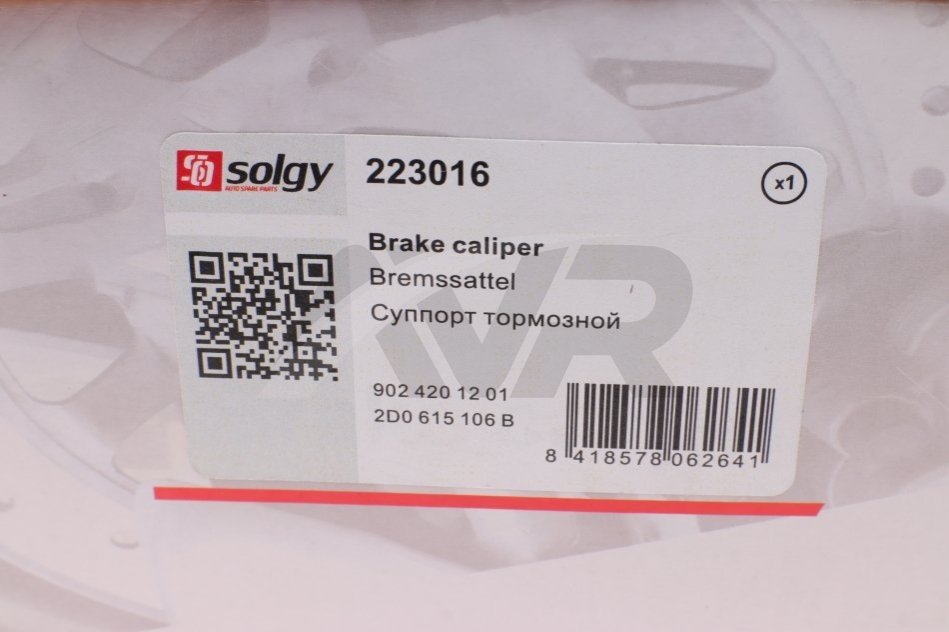 solgy
AUTO SPARE PARTS
223016
x1
Brake caliper
Bremssattel
Суппорт тормозной
902 420 12 01
2D0 615 106 B
8 418578 062641
AVR